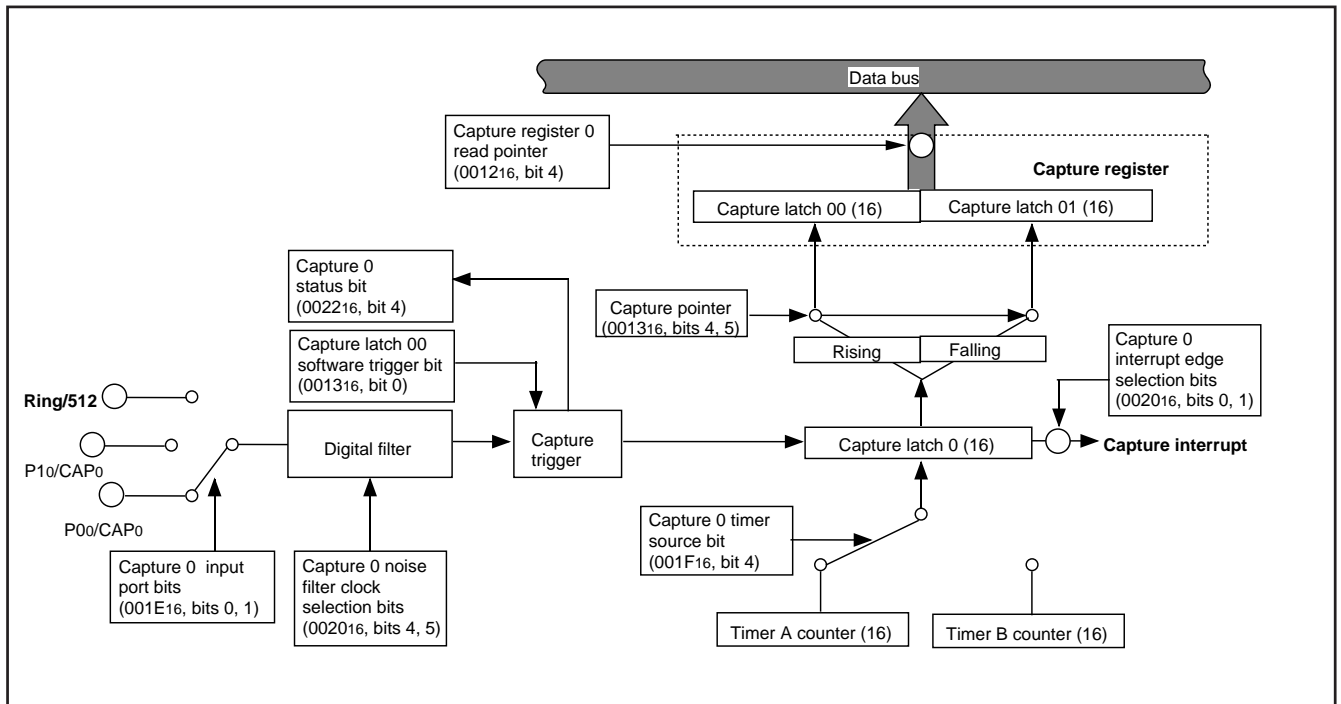 Data bus
Capture register 0
read pointer
(001216, bit 4)
Capture register
Capture latch 00 (16)
Capture latch 01 (16)
Capture 0
status bit
(002216, bit 4)
Capture pointer
(001316, bits 4, 5)
Rising
Falling
Capture 0
interrupt edge
selection bits
(002016, bits 0, 1)
Capture latch 00
software trigger bit
(001316, bit 0)
Ring/512
P10/CAP0
P00/CAP0
Digital filter
Capture
trigger
Capture latch 0 (16)
Capture interrupt
Capture 0 input
port bits
(001E16, bits 0, 1)
Capture 0 noise
filter clock
selection bits
(002016, bits 4, 5)
Capture 0 timer
source bit
(001F16, bit 4)
Timer A counter (16)
Timer B counter (16)